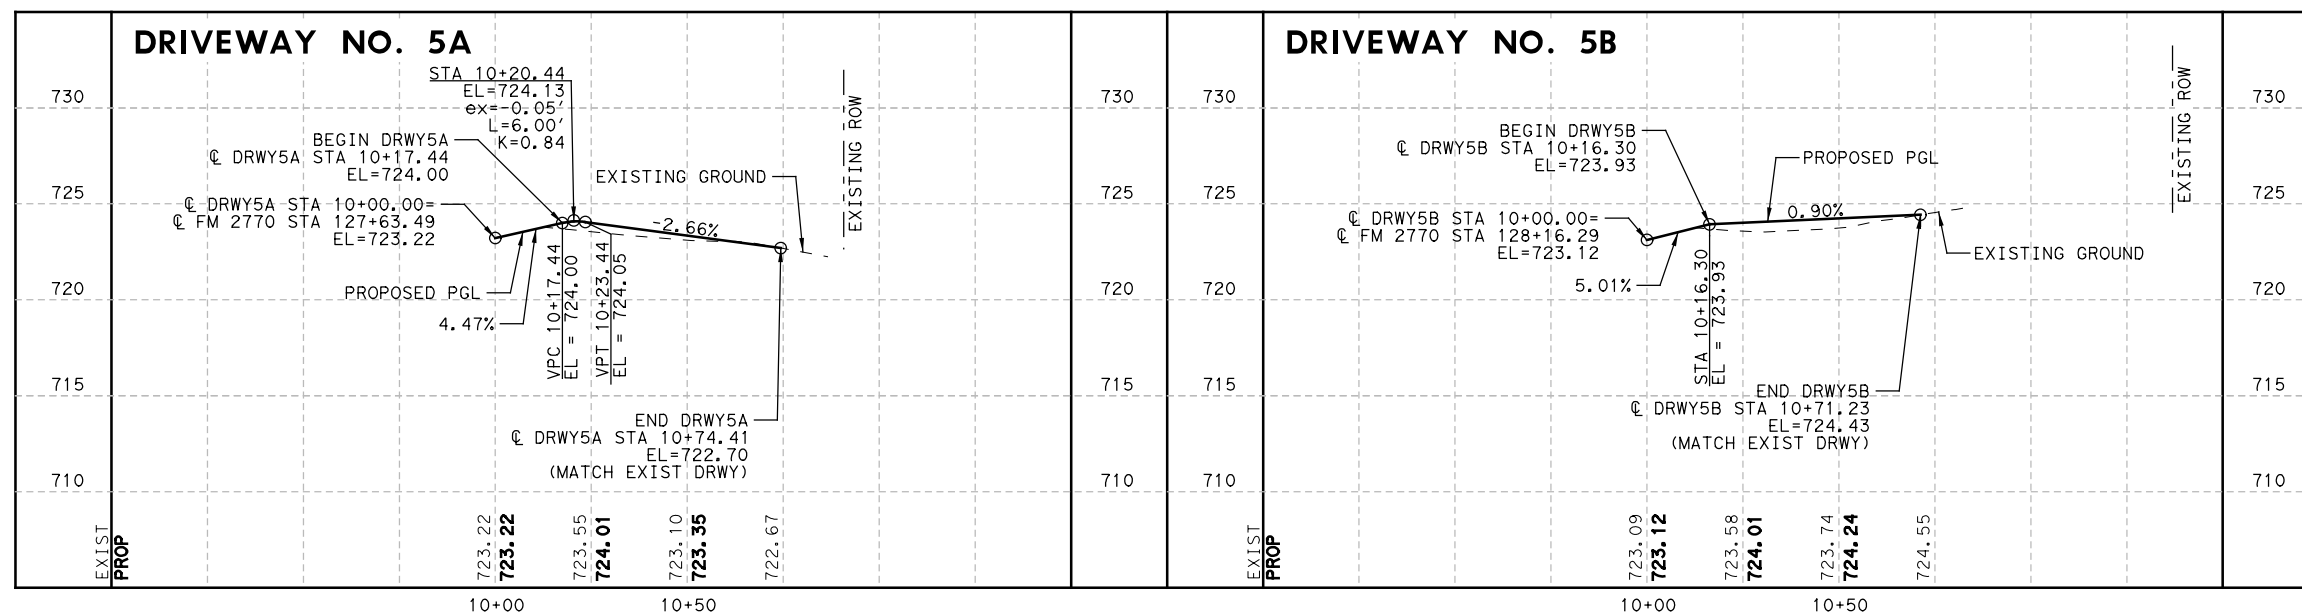 DRIVEWAY NO. 5A
STA 10+20.44
EL=724.13
ex=-0.05'
L=6.00'
K=0.84
BEGIN DRWY5A
℄ DRWY5A STA 10+17.44
EL=724.00
℄ DRWY5A STA 10+00.00=
℄ FM 2770 STA 127+63.49
EL=723.22
PROPOSED PGL
4.47%
EXISTING GROUND
-2.66%
EXISTING ROW
VPC 10+17.44
EL = 724.00
VPT 10+23.44
EL = 724.05
END DRWY5A
℄ DRWY5A STA 10+74.41
EL=722.70
(MATCH EXIST DRWY)
730
725
720
715
710
730
725
720
715
710
EXIST
PROP
723.22
723.22
723.55
724.01
723.10
723.35
722.67
10+00
10+50
DRIVEWAY NO. 5B
730
725
720
715
710
BEGIN DRWY5B
℄ DRWY5B STA 10+16.30
EL=723.93
PROPOSED PGL
℄ DRWY5B STA 10+00.00=
℄ FM 2770 STA 128+16.29
EL=723.12
5.01%
0.90%
EXISTING ROW
EXISTING GROUND
STA 10+16.30
EL = 723.93
END DRWY5B
℄ DRWY5B STA 10+71.23
EL=724.43
(MATCH EXIST DRWY)
730
725
720
715
710
EXIST
PROP
723.09
723.12
723.58
724.01
723.74
724.24
724.55
10+00
10+50